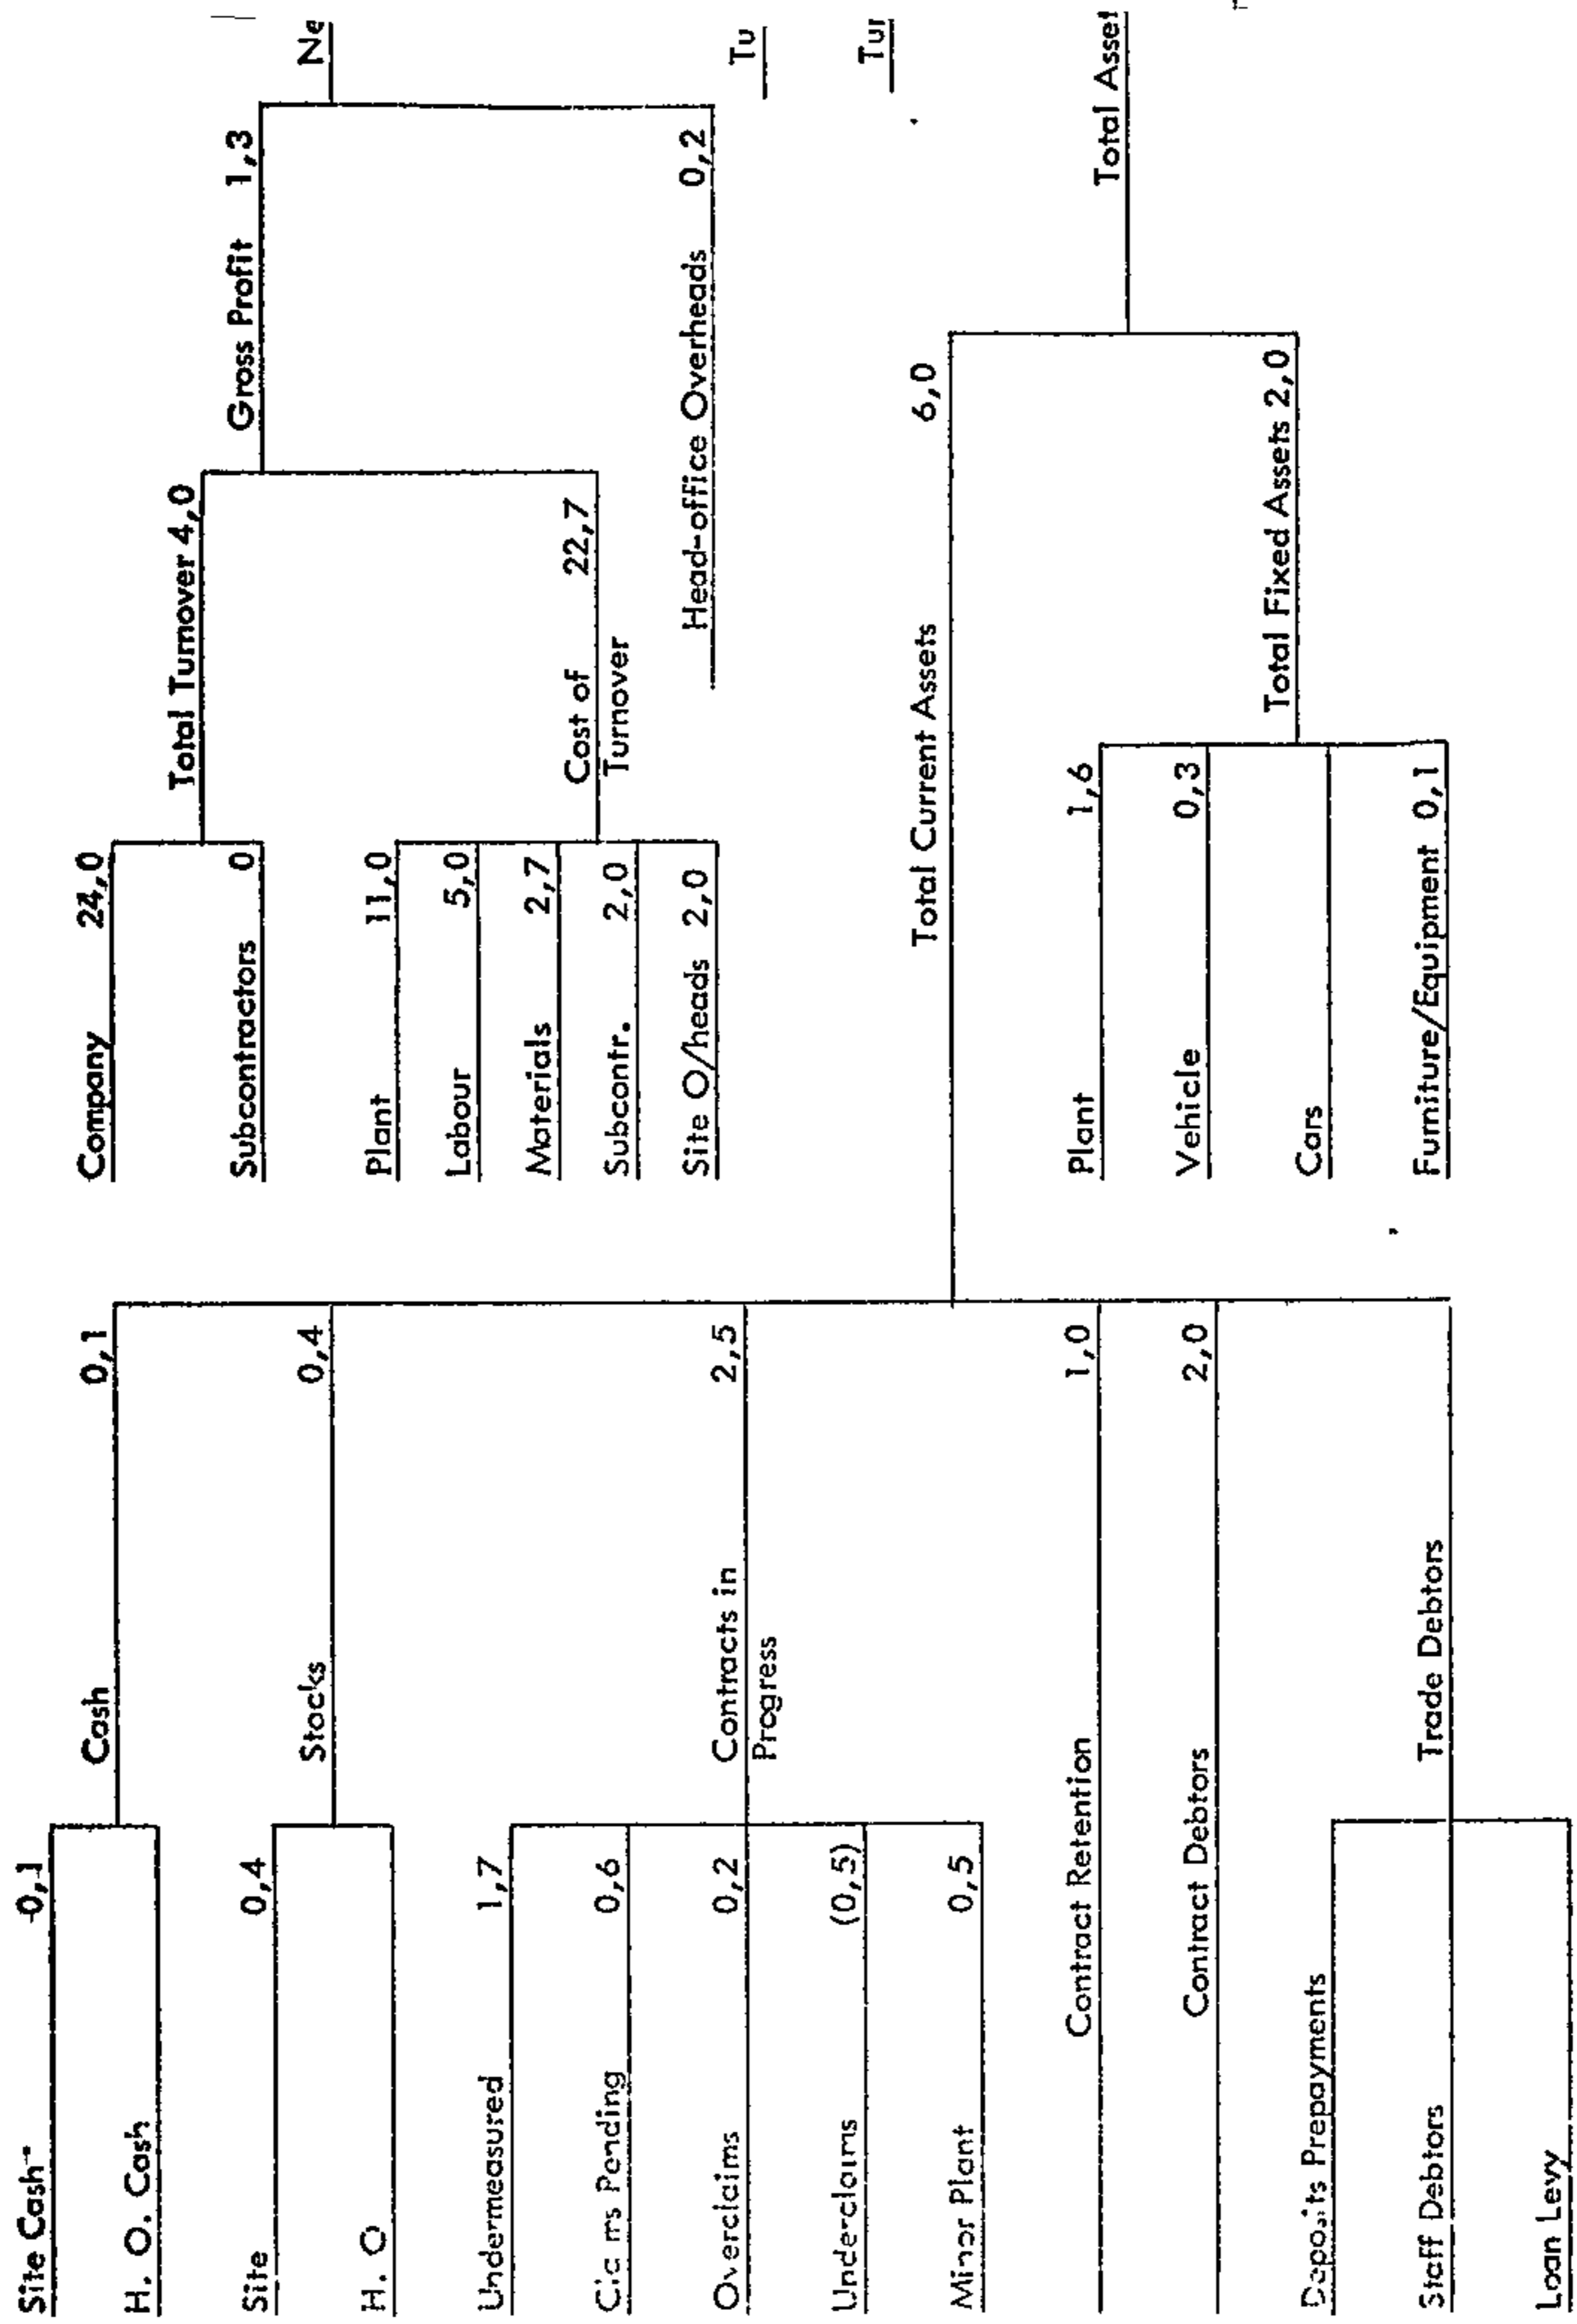 Site Cash 0,1
H. O. Cash
Cash 0,1
Site 0,4
H. O
Stocks 0,4
Undermeasured 1,7
Claims Pending 0,6
Overclaims 0,2
Underclaims (0,5)
Minor Plant 0,5
Contracts in 2,5
Progress
Contract Retention 1,0
Contract Debtors 2,0
Deposits Prepayments
Staff Debtors
Loan Levy
Trade Debtors
Company 24,0
Subcontractors 0
Total Turnover 4,0
Plant 11,0
Labour 5,0
Materials 2,7
Subcontr. 2,0
Site O/heads 2,0
Cost of 22,7
Turnover
Gross Profit 1,3
Head-office Overheads 0,2
Ne
Tu
Tur
Total Current Assets 6,0
Plant 1,6
Vehicle 0,3
Cars
Furniture/Equipment 0,1
Total Fixed Assets 2,0
Total Asset